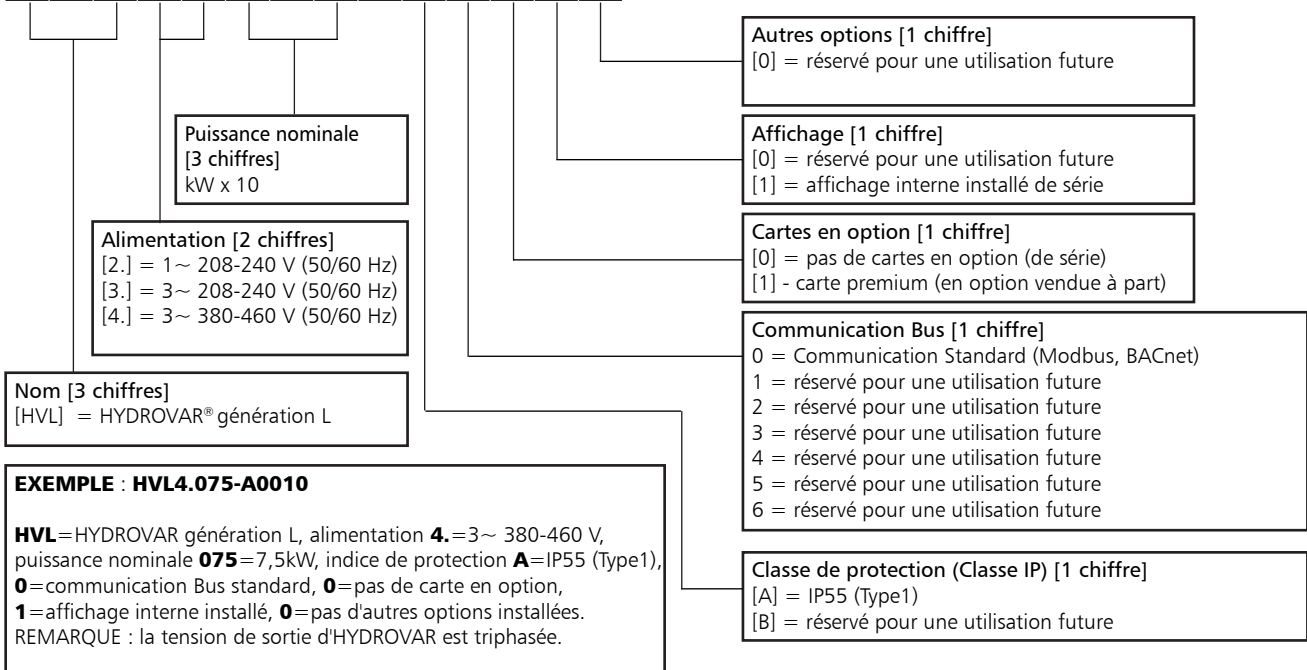 Autres options [1 chiffre]
[0] = réservé pour une utilisation future
Puissance nominale
[3 chiffres]
kW x 10
Affichage [1 chiffre]
[0] = réservé pour une utilisation future
[1] = affichage interne installé de série
Alimentation [2 chiffres]
[2.] = 1~ 208-240 V (50/60 Hz)
[3.] = 3~ 208-240 V (50/60 Hz)
[4.] = 3~ 380-460 V (50/60 Hz)
Cartes en option [1 chiffre]
[0] = pas de cartes en option (de série)
[1] - carte premium (en option vendue à part)
Nom [3 chiffres]
[HVL] = HYDROVAR® génération L
Communication Bus [1 chiffre]
0 = Communication Standard (Modbus, BACnet)
1 = réservé pour une utilisation future
2 = réservé pour une utilisation future
3 = réservé pour une utilisation future
4 = réservé pour une utilisation future
5 = réservé pour une utilisation future
6 = réservé pour une utilisation future
EXEMPLE : HVL4.075-A0010
HVL=HYDROVAR génération L, alimentation 4.=3~ 380-460 V,
puissance nominale 075=7,5kW, indice de protection A=IP55 (Type1),
0=communication Bus standard, 0=pas de carte en option,
1=affichage interne installé, 0=pas d'autres options installées.
REMARQUE : la tension de sortie d'HYDROVAR est triphasée.
Classe de protection (Classe IP) [1 chiffre]
[A] = IP55 (Type1)
[B] = réservé pour une utilisation future